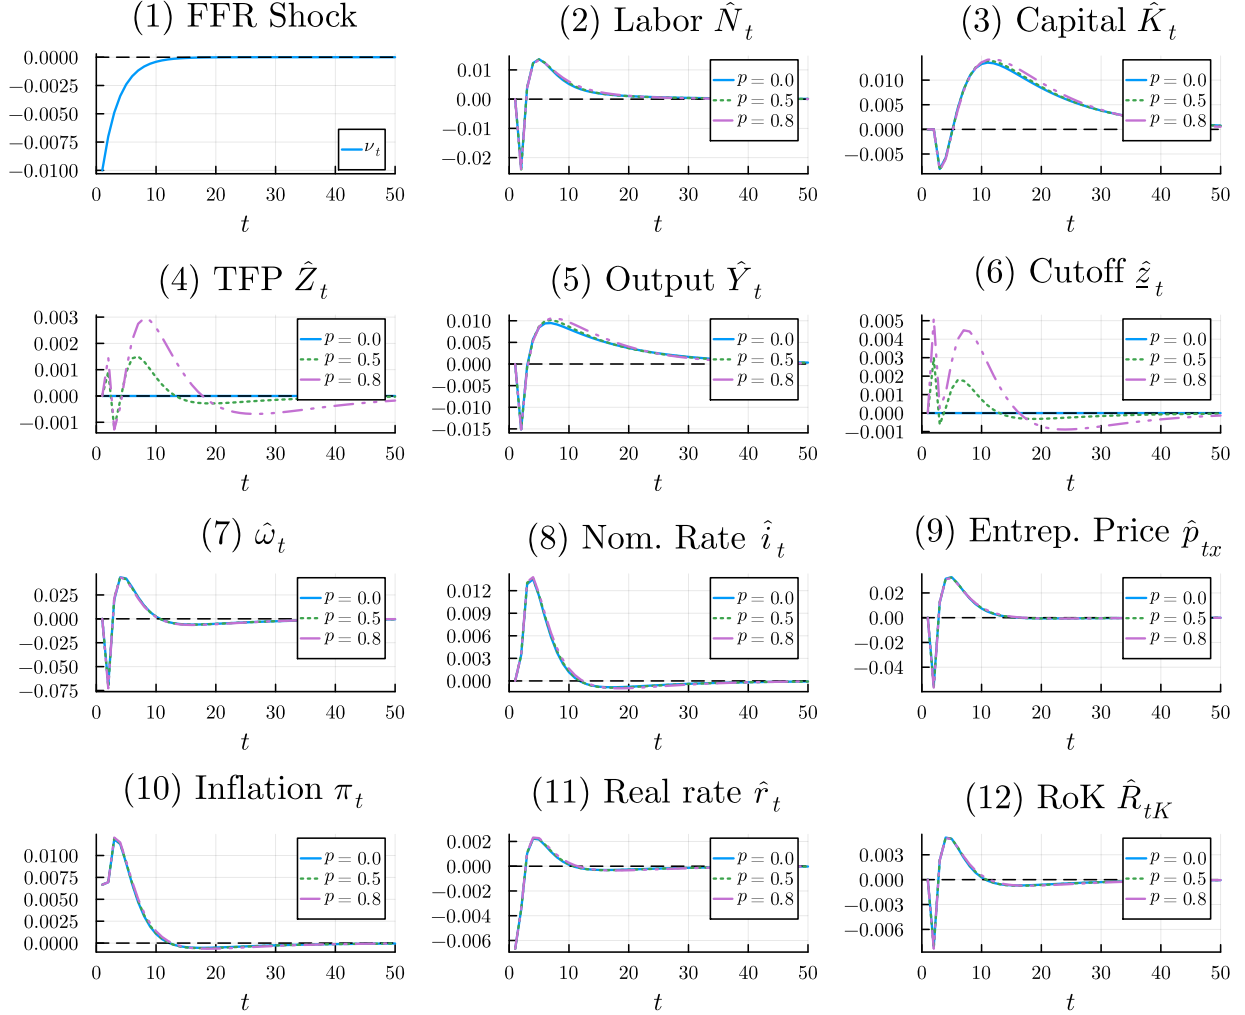 (1) FFR Shock
0.0000
−0.0025
−0.0050
−0.0075
−0.0100
ν_t
0 10 20 30 40 50
t
(2) Labor N̂_t
0.01
0.00
−0.01
−0.02
p = 0.0
p = 0.5
p = 0.8
0 10 20 30 40 50
t
(3) Capital K̂_t
0.010
0.005
0.000
−0.005
p = 0.0
p = 0.5
p = 0.8
0 10 20 30 40 50
t
(4) TFP Ẑ_t
0.003
0.002
0.001
0.000
−0.001
p = 0.0
p = 0.5
p = 0.8
0 10 20 30 40 50
t
(5) Output Ŷ_t
0.010
0.005
0.000
−0.005
−0.010
−0.015
p = 0.0
p = 0.5
p = 0.8
0 10 20 30 40 50
t
(6) Cutoff ẑ̲_t
0.005
0.004
0.003
0.002
0.001
0.000
−0.001
p = 0.0
p = 0.5
p = 0.8
0 10 20 30 40 50
t
(7) ω̂_t
0.025
0.000
−0.025
−0.050
−0.075
p = 0.0
p = 0.5
p = 0.8
0 10 20 30 40 50
t
(8) Nom. Rate î_t
0.012
0.009
0.006
0.003
0.000
p = 0.0
p = 0.5
p = 0.8
0 10 20 30 40 50
t
(9) Entrep. Price p̂_tx
0.02
0.00
−0.02
−0.04
p = 0.0
p = 0.5
p = 0.8
0 10 20 30 40 50
t
(10) Inflation π_t
0.0100
0.0075
0.0050
0.0025
0.0000
p = 0.0
p = 0.5
p = 0.8
0 10 20 30 40 50
t
(11) Real rate r̂_t
0.002
0.000
−0.002
−0.004
−0.006
p = 0.0
p = 0.5
p = 0.8
0 10 20 30 40 50
t
(12) RoK R̂_tK
0.003
0.000
−0.003
−0.006
p = 0.0
p = 0.5
p = 0.8
0 10 20 30 40 50
t